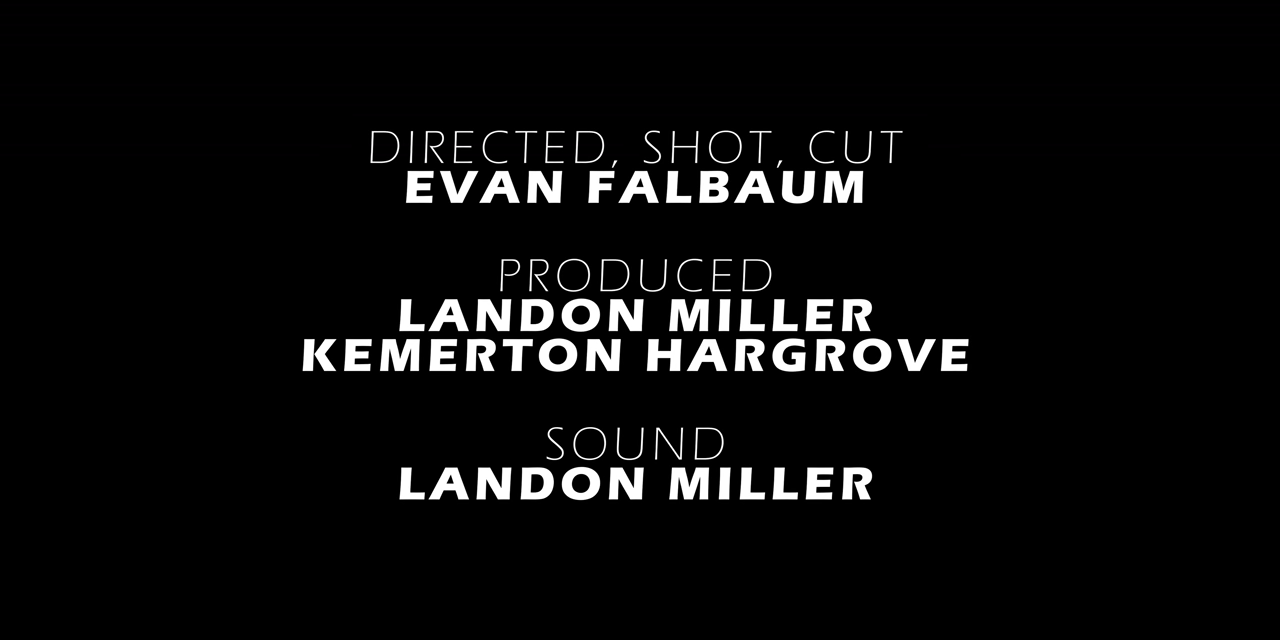 DIRECTED, SHOT, CUT
EVAN FALBAUM
PRODUCED
LANDON MILLER
KEMERTON HARGROVE
SOUND
LANDON MILLER